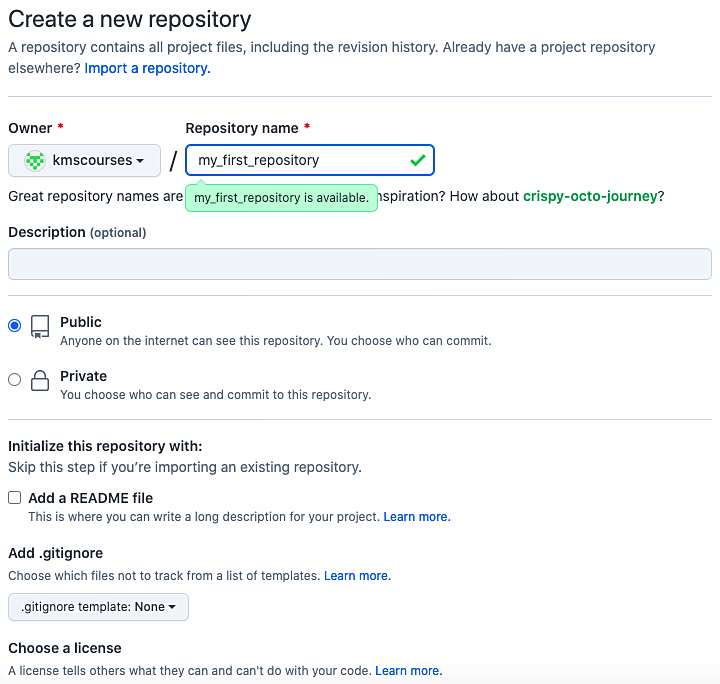 Create a new repository
A repository contains all project files, including the revision history. Already have a project repository
elsewhere? Import a repository.
Owner * Repository name *
kmscourses / my_first_repository
Great repository names are nspiration? How about crispy-octo-journey?
my_first_repository is available.
Description (optional)
Public
Anyone on the internet can see this repository. You choose who can commit.
Private
You choose who can see and commit to this repository.
Initialize this repository with:
Skip this step if you’re importing an existing repository.
Add a README file
This is where you can write a long description for your project. Learn more.
Add .gitignore
Choose which files not to track from a list of templates. Learn more.
.gitignore template: None
Choose a license
A license tells others what they can and can't do with your code. Learn more.